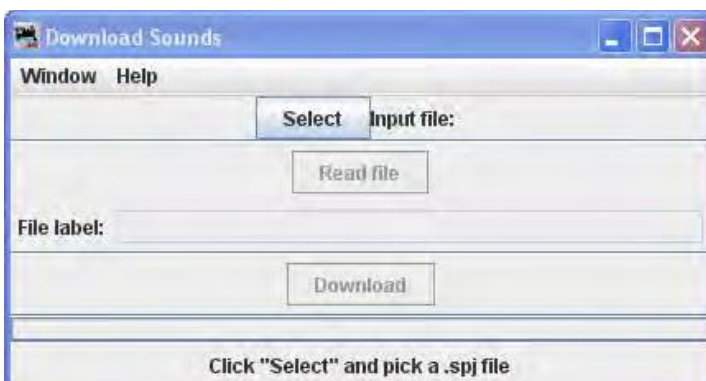 Download Sounds
Window Help
Select Input file:
Read file
File label:
Download
Click "Select" and pick a .spj file